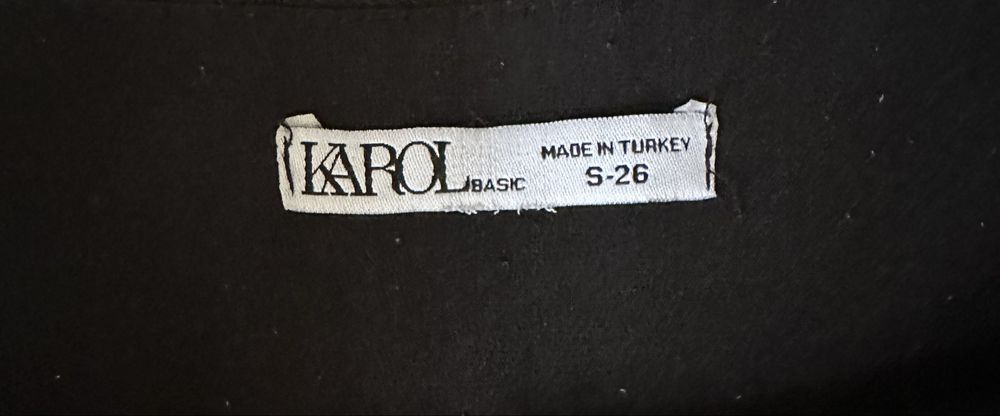 KAROL BASIC
MADE IN TURKEY
S-26